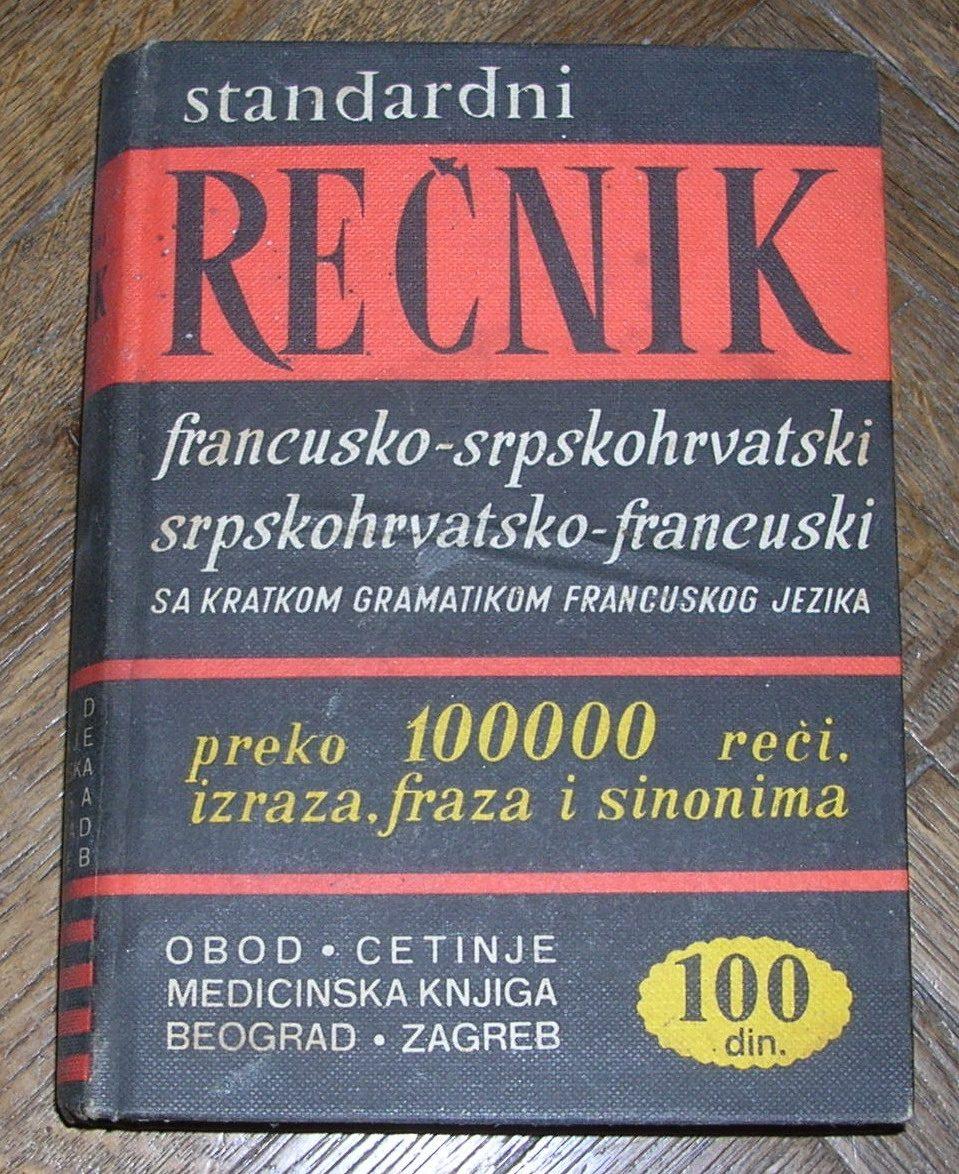 standardni
REČNIK
francusko-srpskohrvatski
srpskohrvatsko-francuski
SA KRATKOM GRAMATIKOM FRANCUSKOG JEZIKA
preko 100000 reči,
izraza, fraza i sinonima
OBOD • CETINJE
MEDICINSKA KNJIGA
BEOGRAD • ZAGREB
100
din.